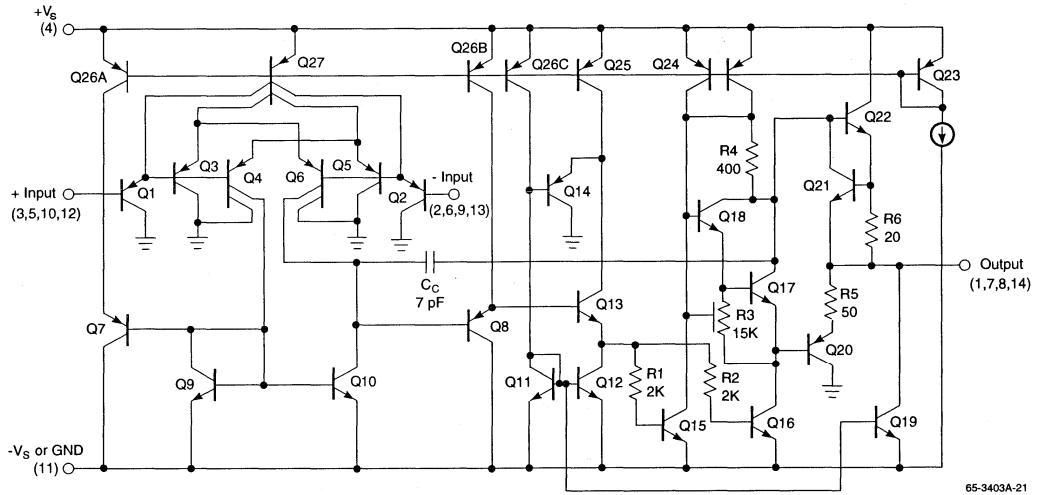 +VS
(4)
Q26A
Q27
Q26B
Q26C
Q25
Q24
Q23
Q22
Q3
Q4
Q6
Q5
R4
400
Q21
+ Input
(3,5,10,12)
Q1
Q2
- Input
(2,6,9,13)
Q14
Q18
R6
20
Output
(1,7,8,14)
CC
7 pF
Q17
Q7
Q8
Q13
R3
15K
R5
50
Q20
Q9
Q10
Q11
Q12
R1
2K
R2
2K
Q15
Q16
Q19
-VS or GND
(11)
65-3403A-21